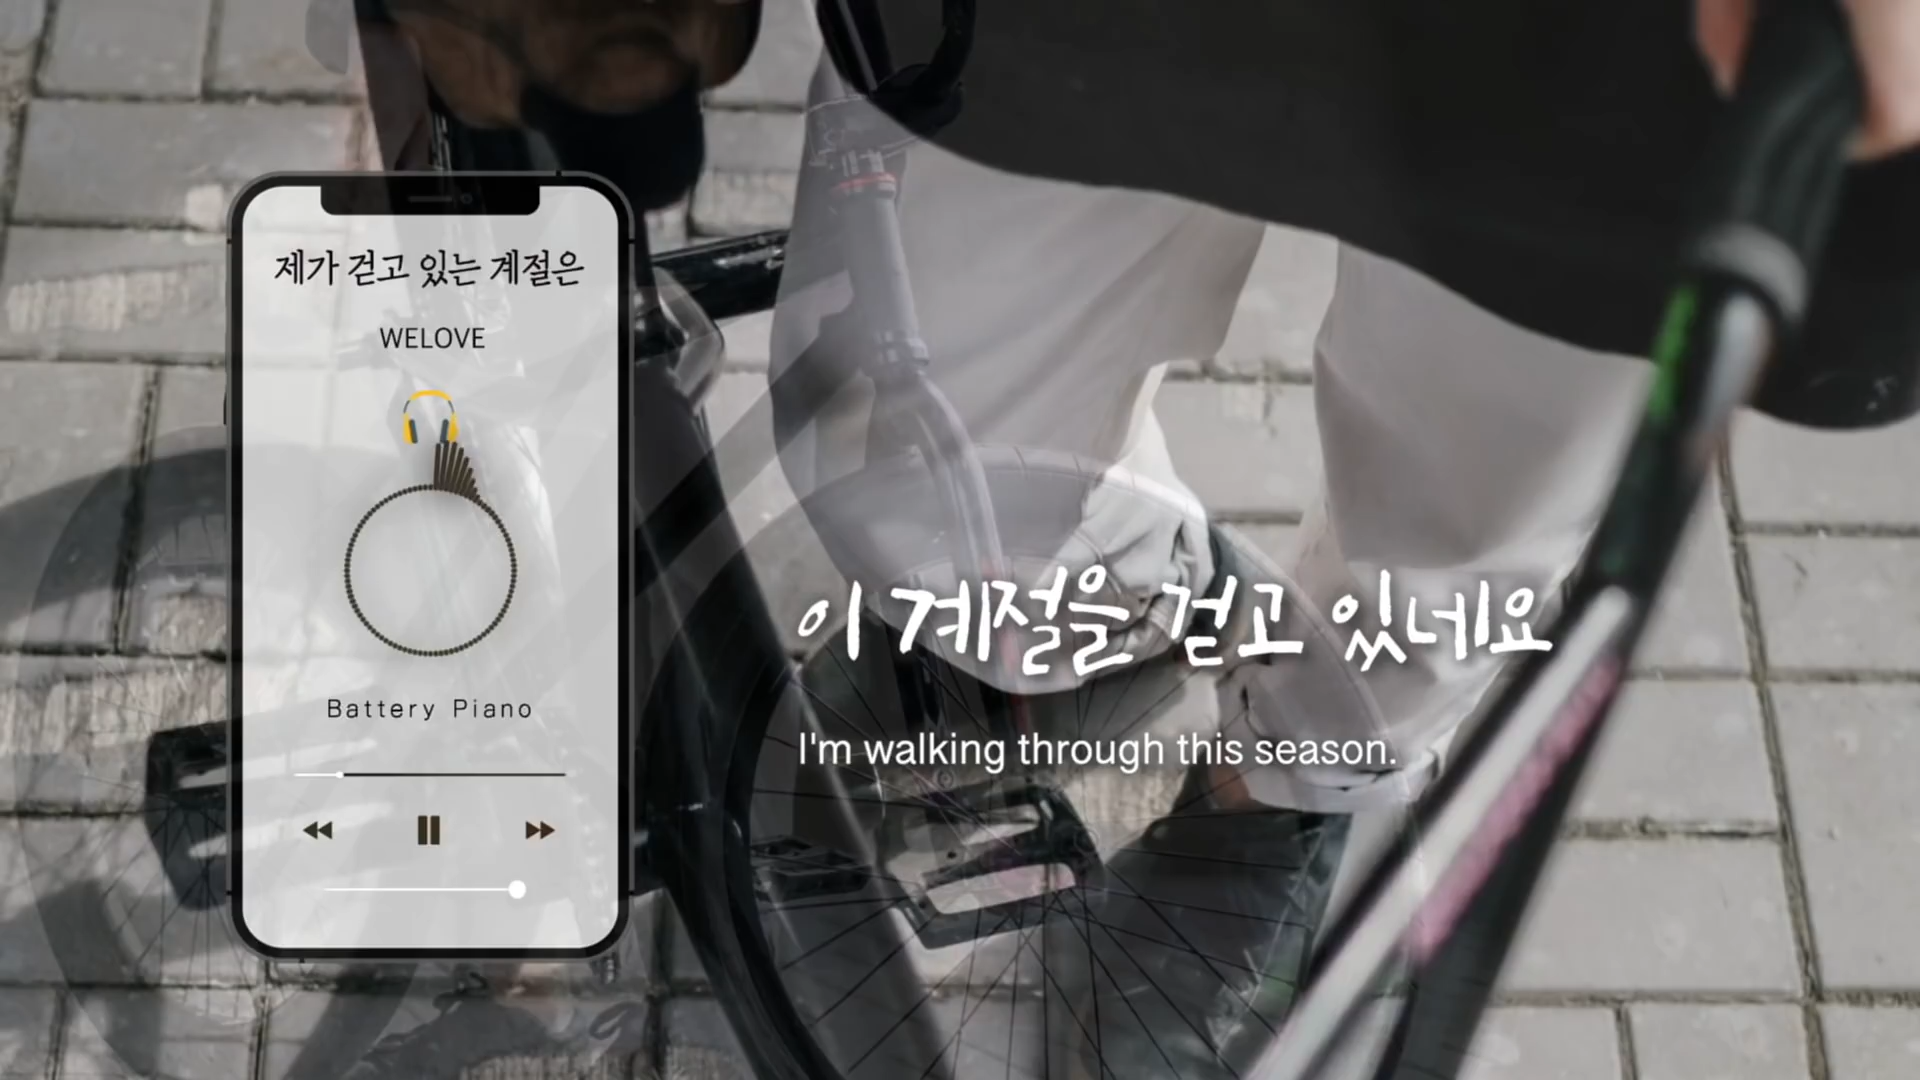 제가 걷고 있는 계절은
WELOVE
Battery Piano
이 계절을 걷고 있네요
I'm walking through this season.